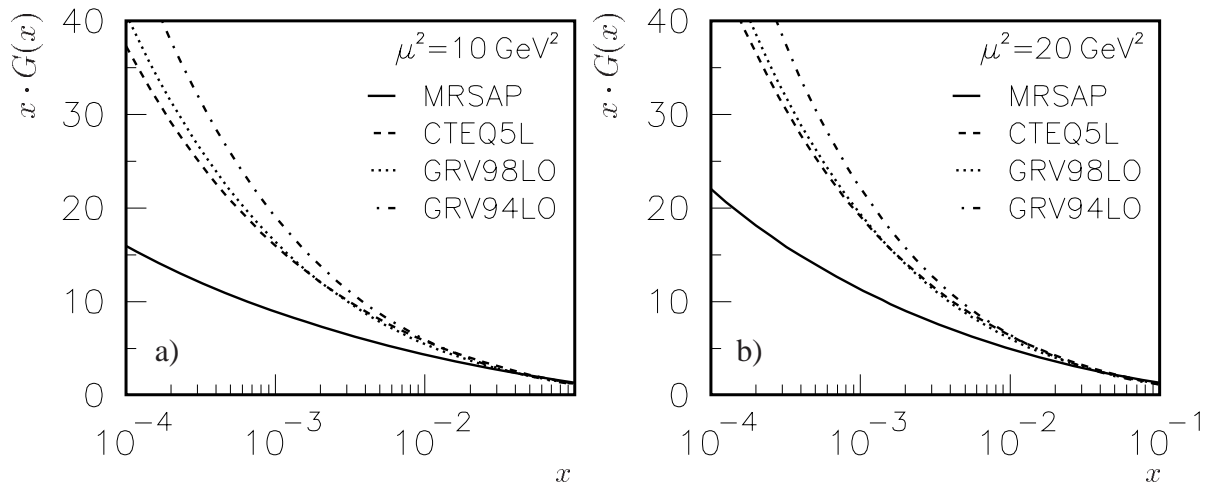 x · G(x)
40
30
20
10
0
μ²=10 GeV²
MRSAP
CTEQ5L
GRV98LO
GRV94LO
a)
10⁻⁴
10⁻³
10⁻²
x
x · G(x)
40
30
20
10
0
μ²=20 GeV²
MRSAP
CTEQ5L
GRV98LO
GRV94LO
b)
10⁻⁴
10⁻³
10⁻²
10⁻¹
x